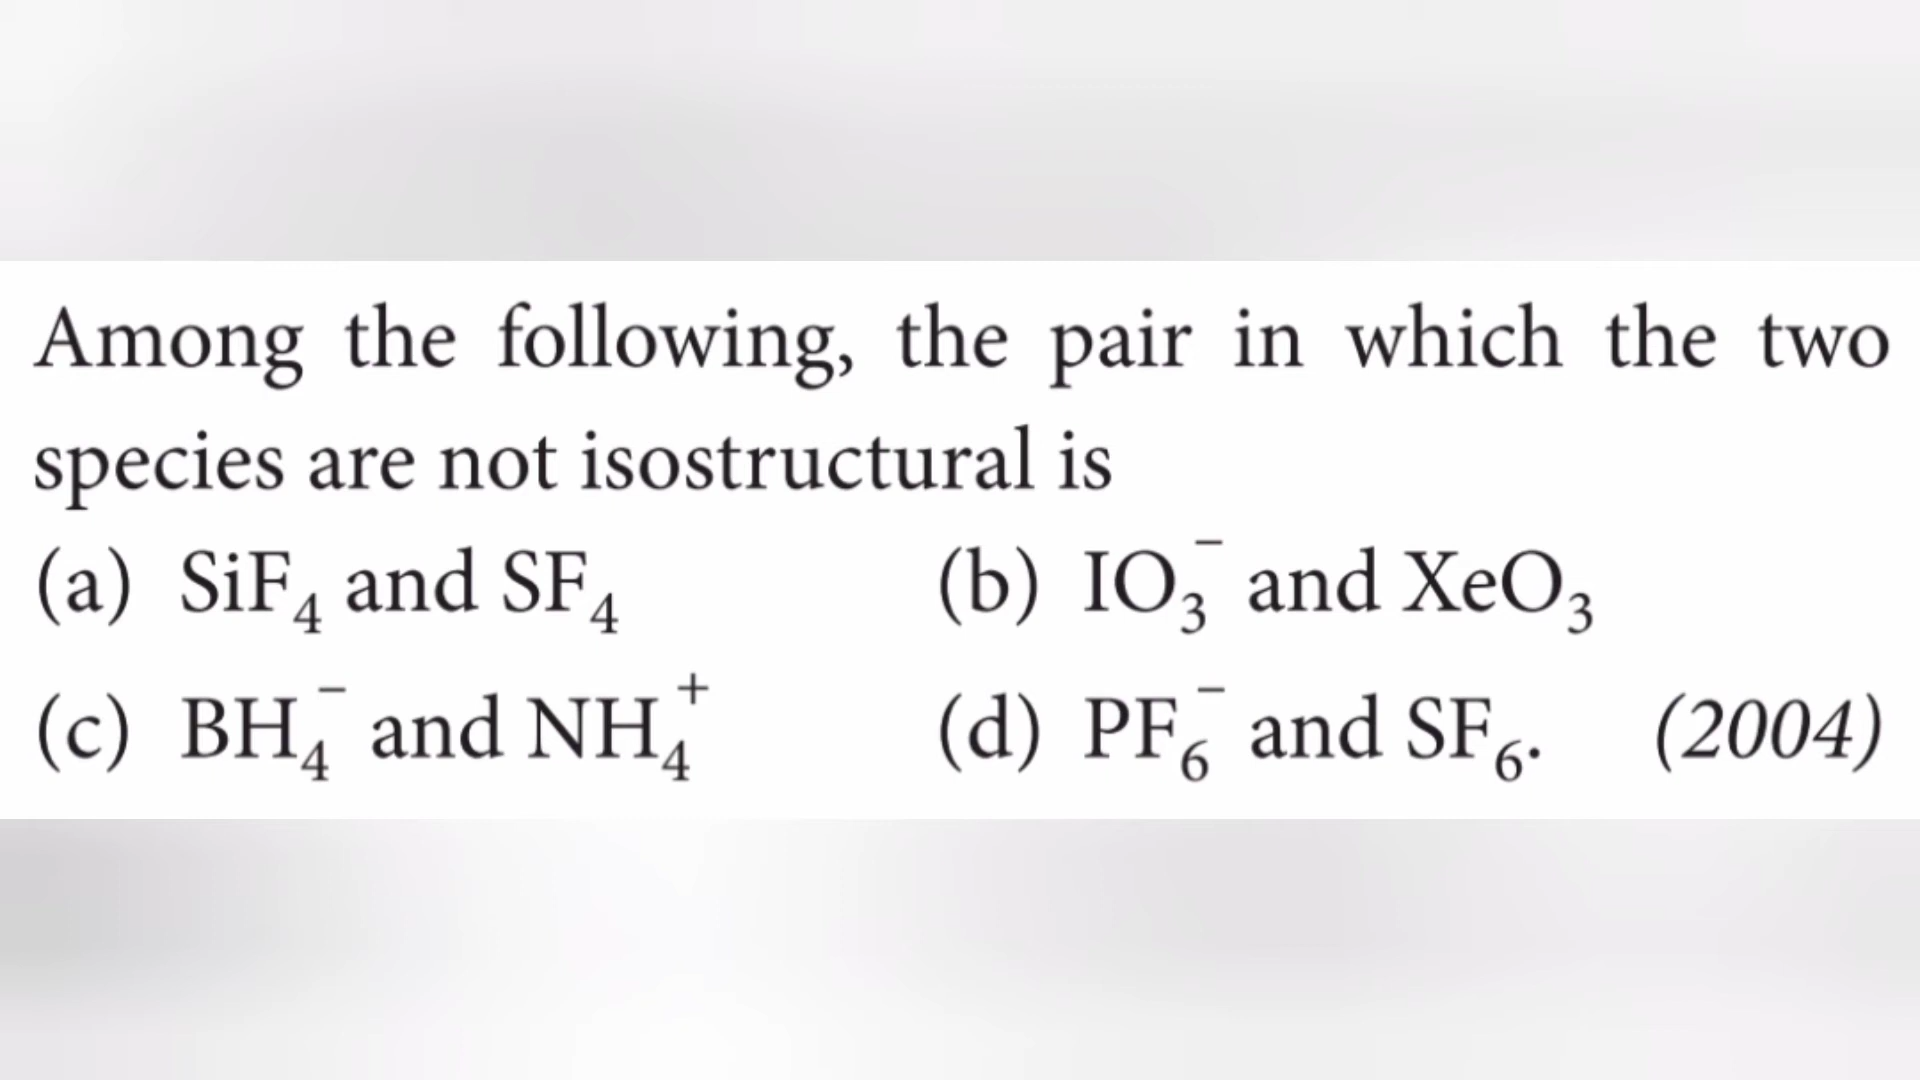 Among the following, the pair in which the two
species are not isostructural is
(a) SiF₄ and SF₄ (b) IO₃⁻ and XeO₃
(c) BH₄⁻ and NH₄⁺ (d) PF₆⁻ and SF₆. (2004)